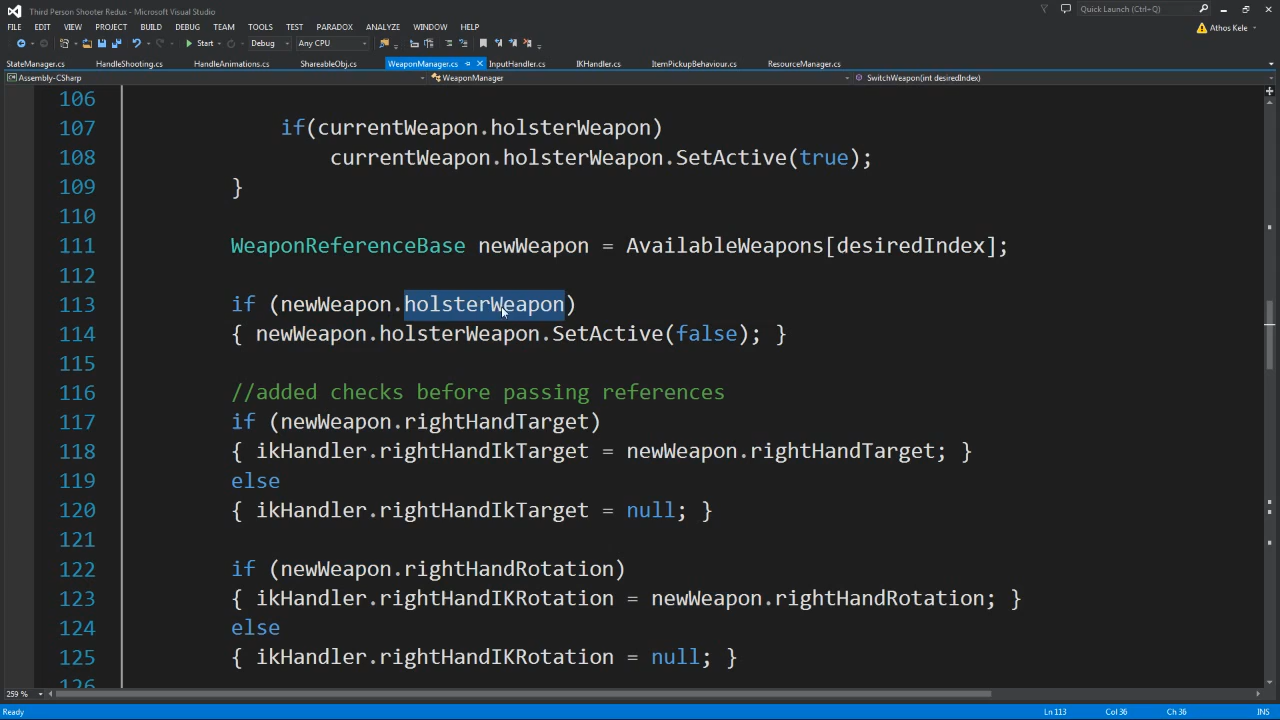 Third Person Shooter Redux - Microsoft Visual Studio
Quick Launch (Ctrl+Q)
FILE EDIT VIEW PROJECT BUILD DEBUG TEAM TOOLS TEST PARADOX ANALYZE WINDOW HELP
Athos Kele
Start Debug Any CPU
StateManager.cs HandleShooting.cs HandleAnimations.cs ShareableObj.cs WeaponManager.cs InputHandler.cs IKHandler.cs ItemPickupBehaviour.cs ResourceManager.cs
Assembly-CSharp WeaponManager SwitchWeapon(int desiredIndex)
106
107 if(currentWeapon.holsterWeapon)
108 currentWeapon.holsterWeapon.SetActive(true);
109 }
110
111 WeaponReferenceBase newWeapon = AvailableWeapons[desiredIndex];
112
113 if (newWeapon.holsterWeapon)
114 { newWeapon.holsterWeapon.SetActive(false); }
115
116 //added checks before passing references
117 if (newWeapon.rightHandTarget)
118 { ikHandler.rightHandIkTarget = newWeapon.rightHandTarget; }
119 else
120 { ikHandler.rightHandIkTarget = null; }
121
122 if (newWeapon.rightHandRotation)
123 { ikHandler.rightHandIKRotation = newWeapon.rightHandRotation; }
124 else
125 { ikHandler.rightHandIKRotation = null; }
126
259 %
Ready Ln 113 Col 36 Ch 36 INS